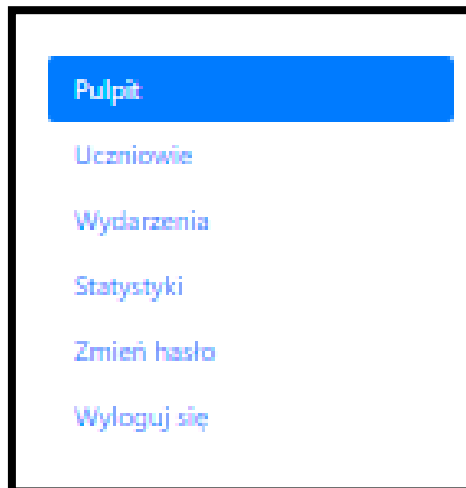 Pulpit
Uczniowie
Wydarzenia
Statystyki
Zmień hasło
Wyloguj się